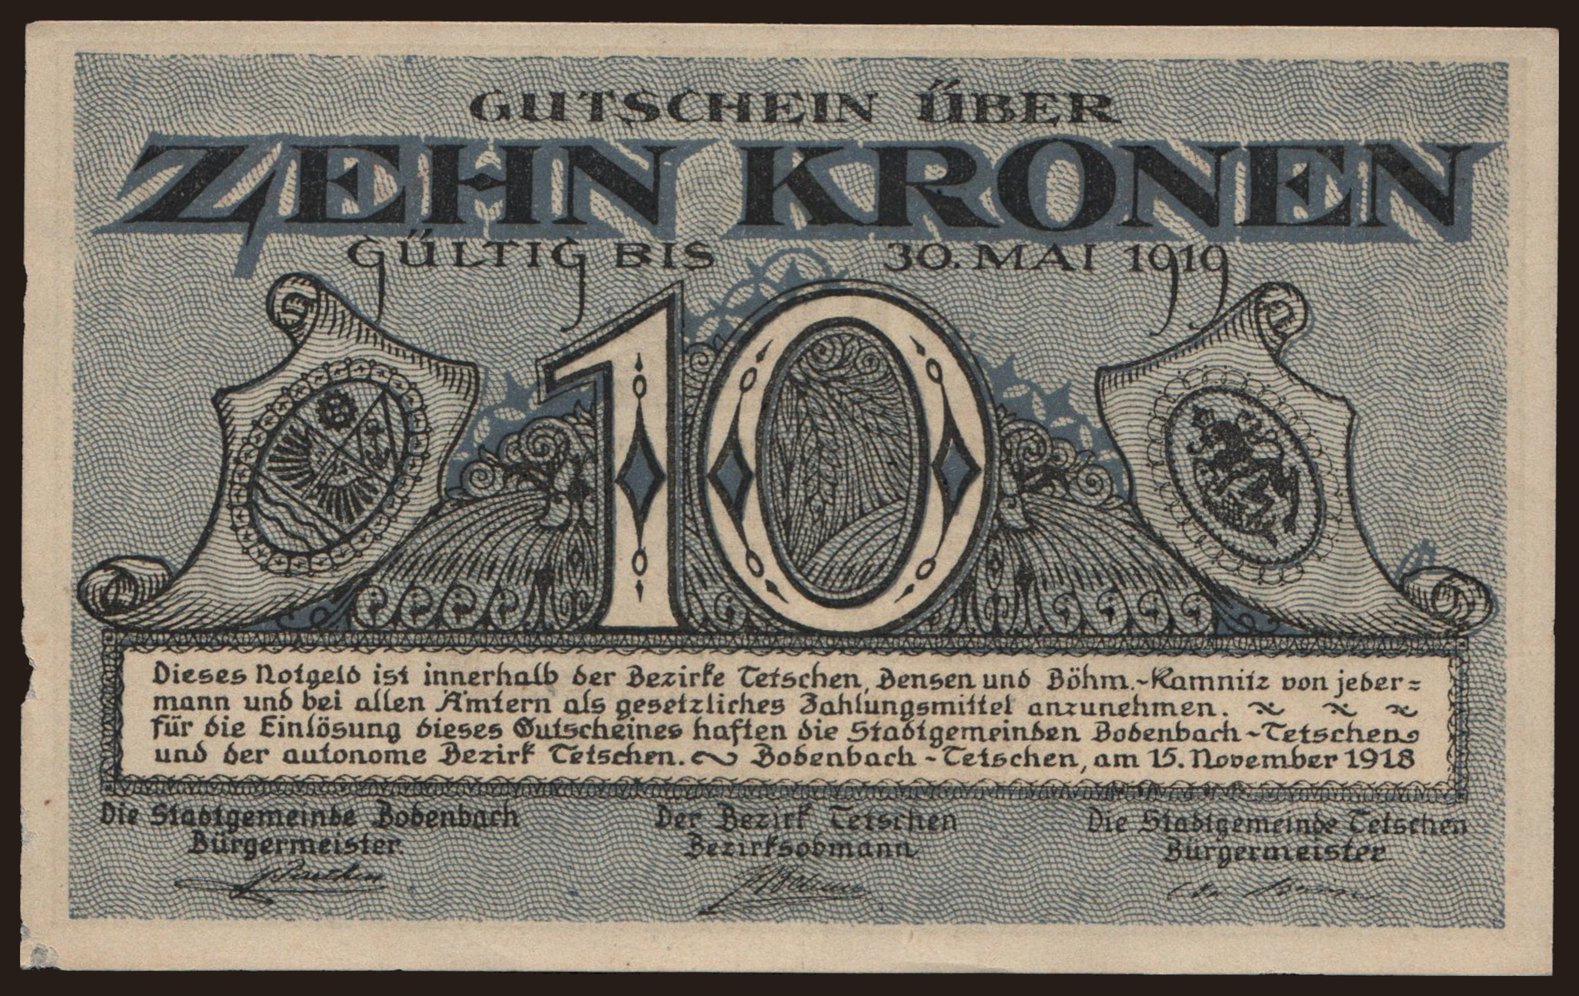 GUTSCHEIN ÜBER
ZEHN KRONEN
GÜLTIG BIS 30. MAI 1919
10
Dieses Notgeld ist innerhalb der Bezirke Tetschen, Bensen und Böhm.-Kamnitz von jeder=
mann und bei allen Ämtern als gesetzliches Zahlungsmittel anzunehmen.
für die Einlösung dieses Gutscheines haften die Stadtgemeinden Bodenbach-Tetschen
und der autonome Bezirk Tetschen. Bodenbach-Tetschen, am 15. November 1918
Die Stadtgemeinde Bodenbach
Bürgermeister
Der Bezirk Tetschen
Bezirksobmann
Die Stadtgemeinde Tetschen
Bürgermeister